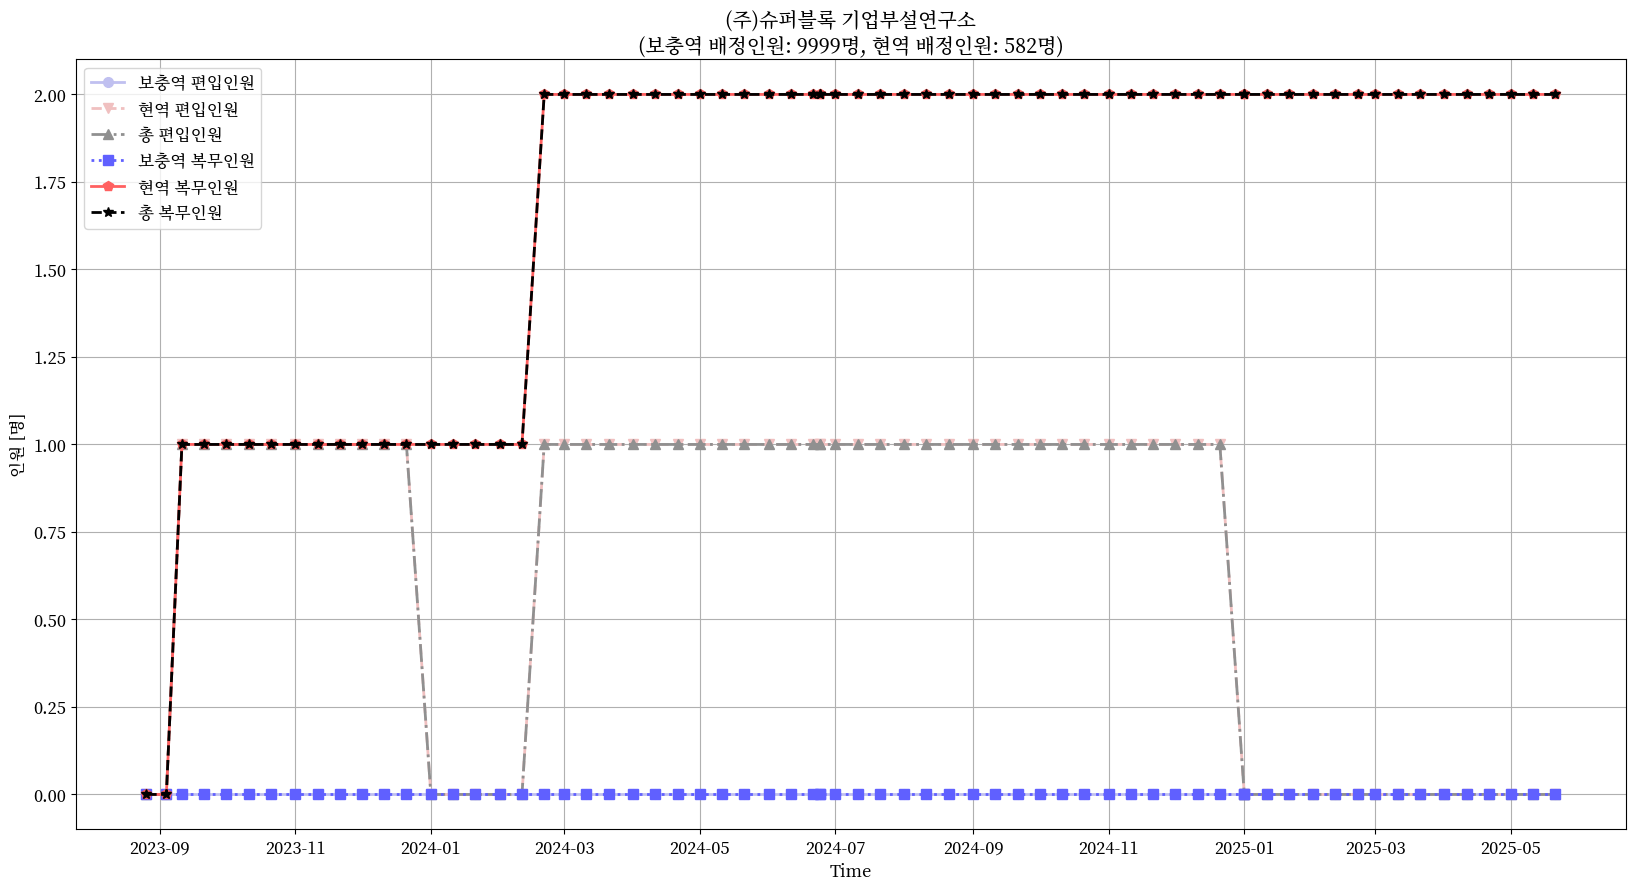 (주)슈퍼블록 기업부설연구소
(보충역 배정인원: 9999명, 현역 배정인원: 582명)
보충역 편입인원
현역 편입인원
총 편입인원
보충역 복무인원
현역 복무인원
총 복무인원
인원 [명]
2.00
1.75
1.50
1.25
1.00
0.75
0.50
0.25
0.00
2023-09 2023-11 2024-01 2024-03 2024-05 2024-07 2024-09 2024-11 2025-01 2025-03 2025-05
Time